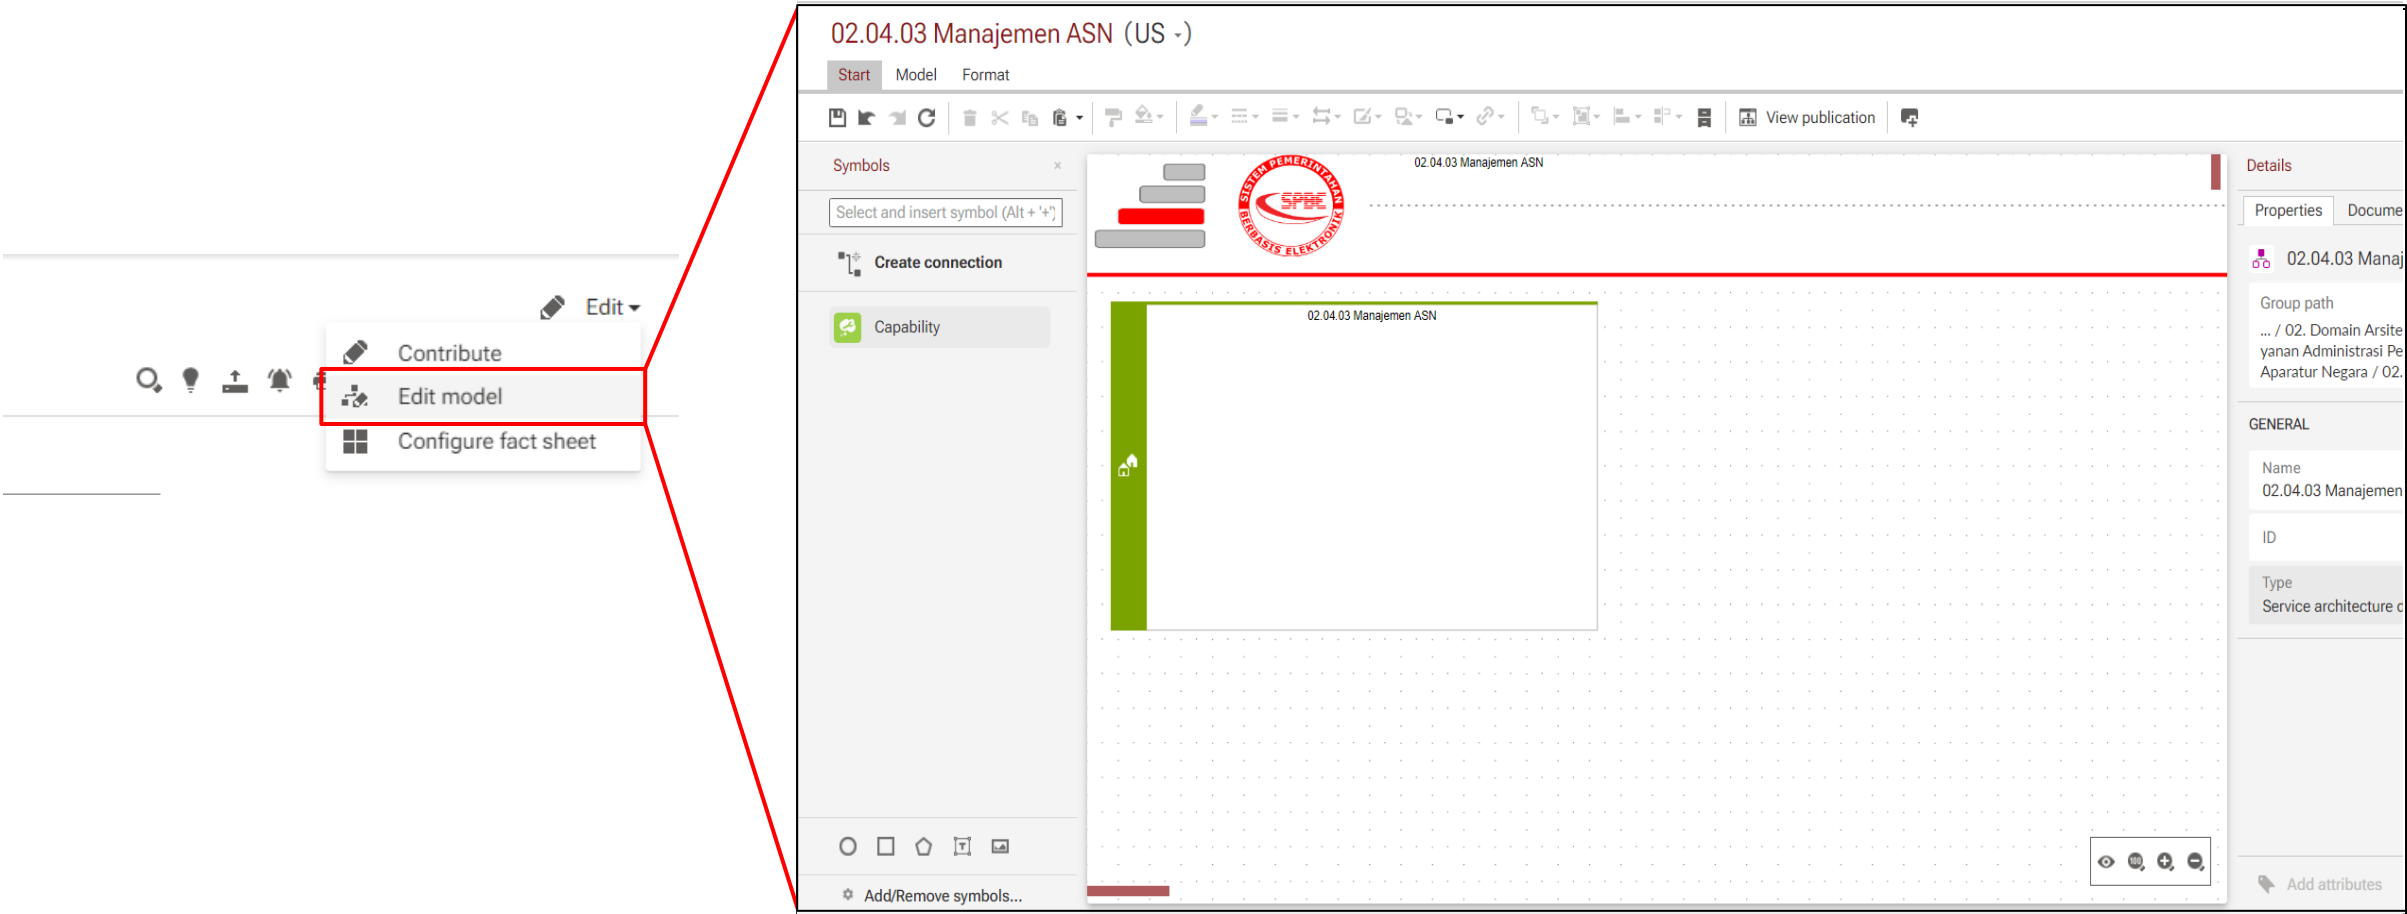 Edit
Contribute
Edit model
Configure fact sheet
02.04.03 Manajemen ASN (US )
Start Model Format
View publication
Symbols
Select and insert symbol (Alt + '+')
Create connection
Capability
Add/Remove symbols...
02.04.03 Manajemen ASN
SISTEM PEMERINTAHAN
SPBE
BERBASIS ELEKTRONIK
02.04.03 Manajemen ASN
100
Details
Properties Docume
02.04.03 Manaj
Group path
... / 02. Domain Arsite
yanan Administrasi Pe
Aparatur Negara / 02.
GENERAL
Name
02.04.03 Manajemen
ID
Type
Service architecture d
Add attributes